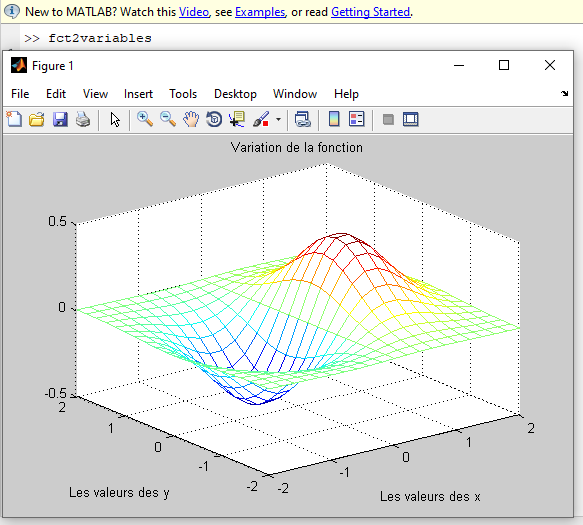 New to MATLAB? Watch this Video, see Examples, or read Getting Started.
>> fct2variables
Figure 1
File Edit View Insert Tools Desktop Window Help
Variation de la fonction
0.5
0
-0.5
2
1
0
-1
-2
-2
-1
0
1
2
Les valeurs des y
Les valeurs des x